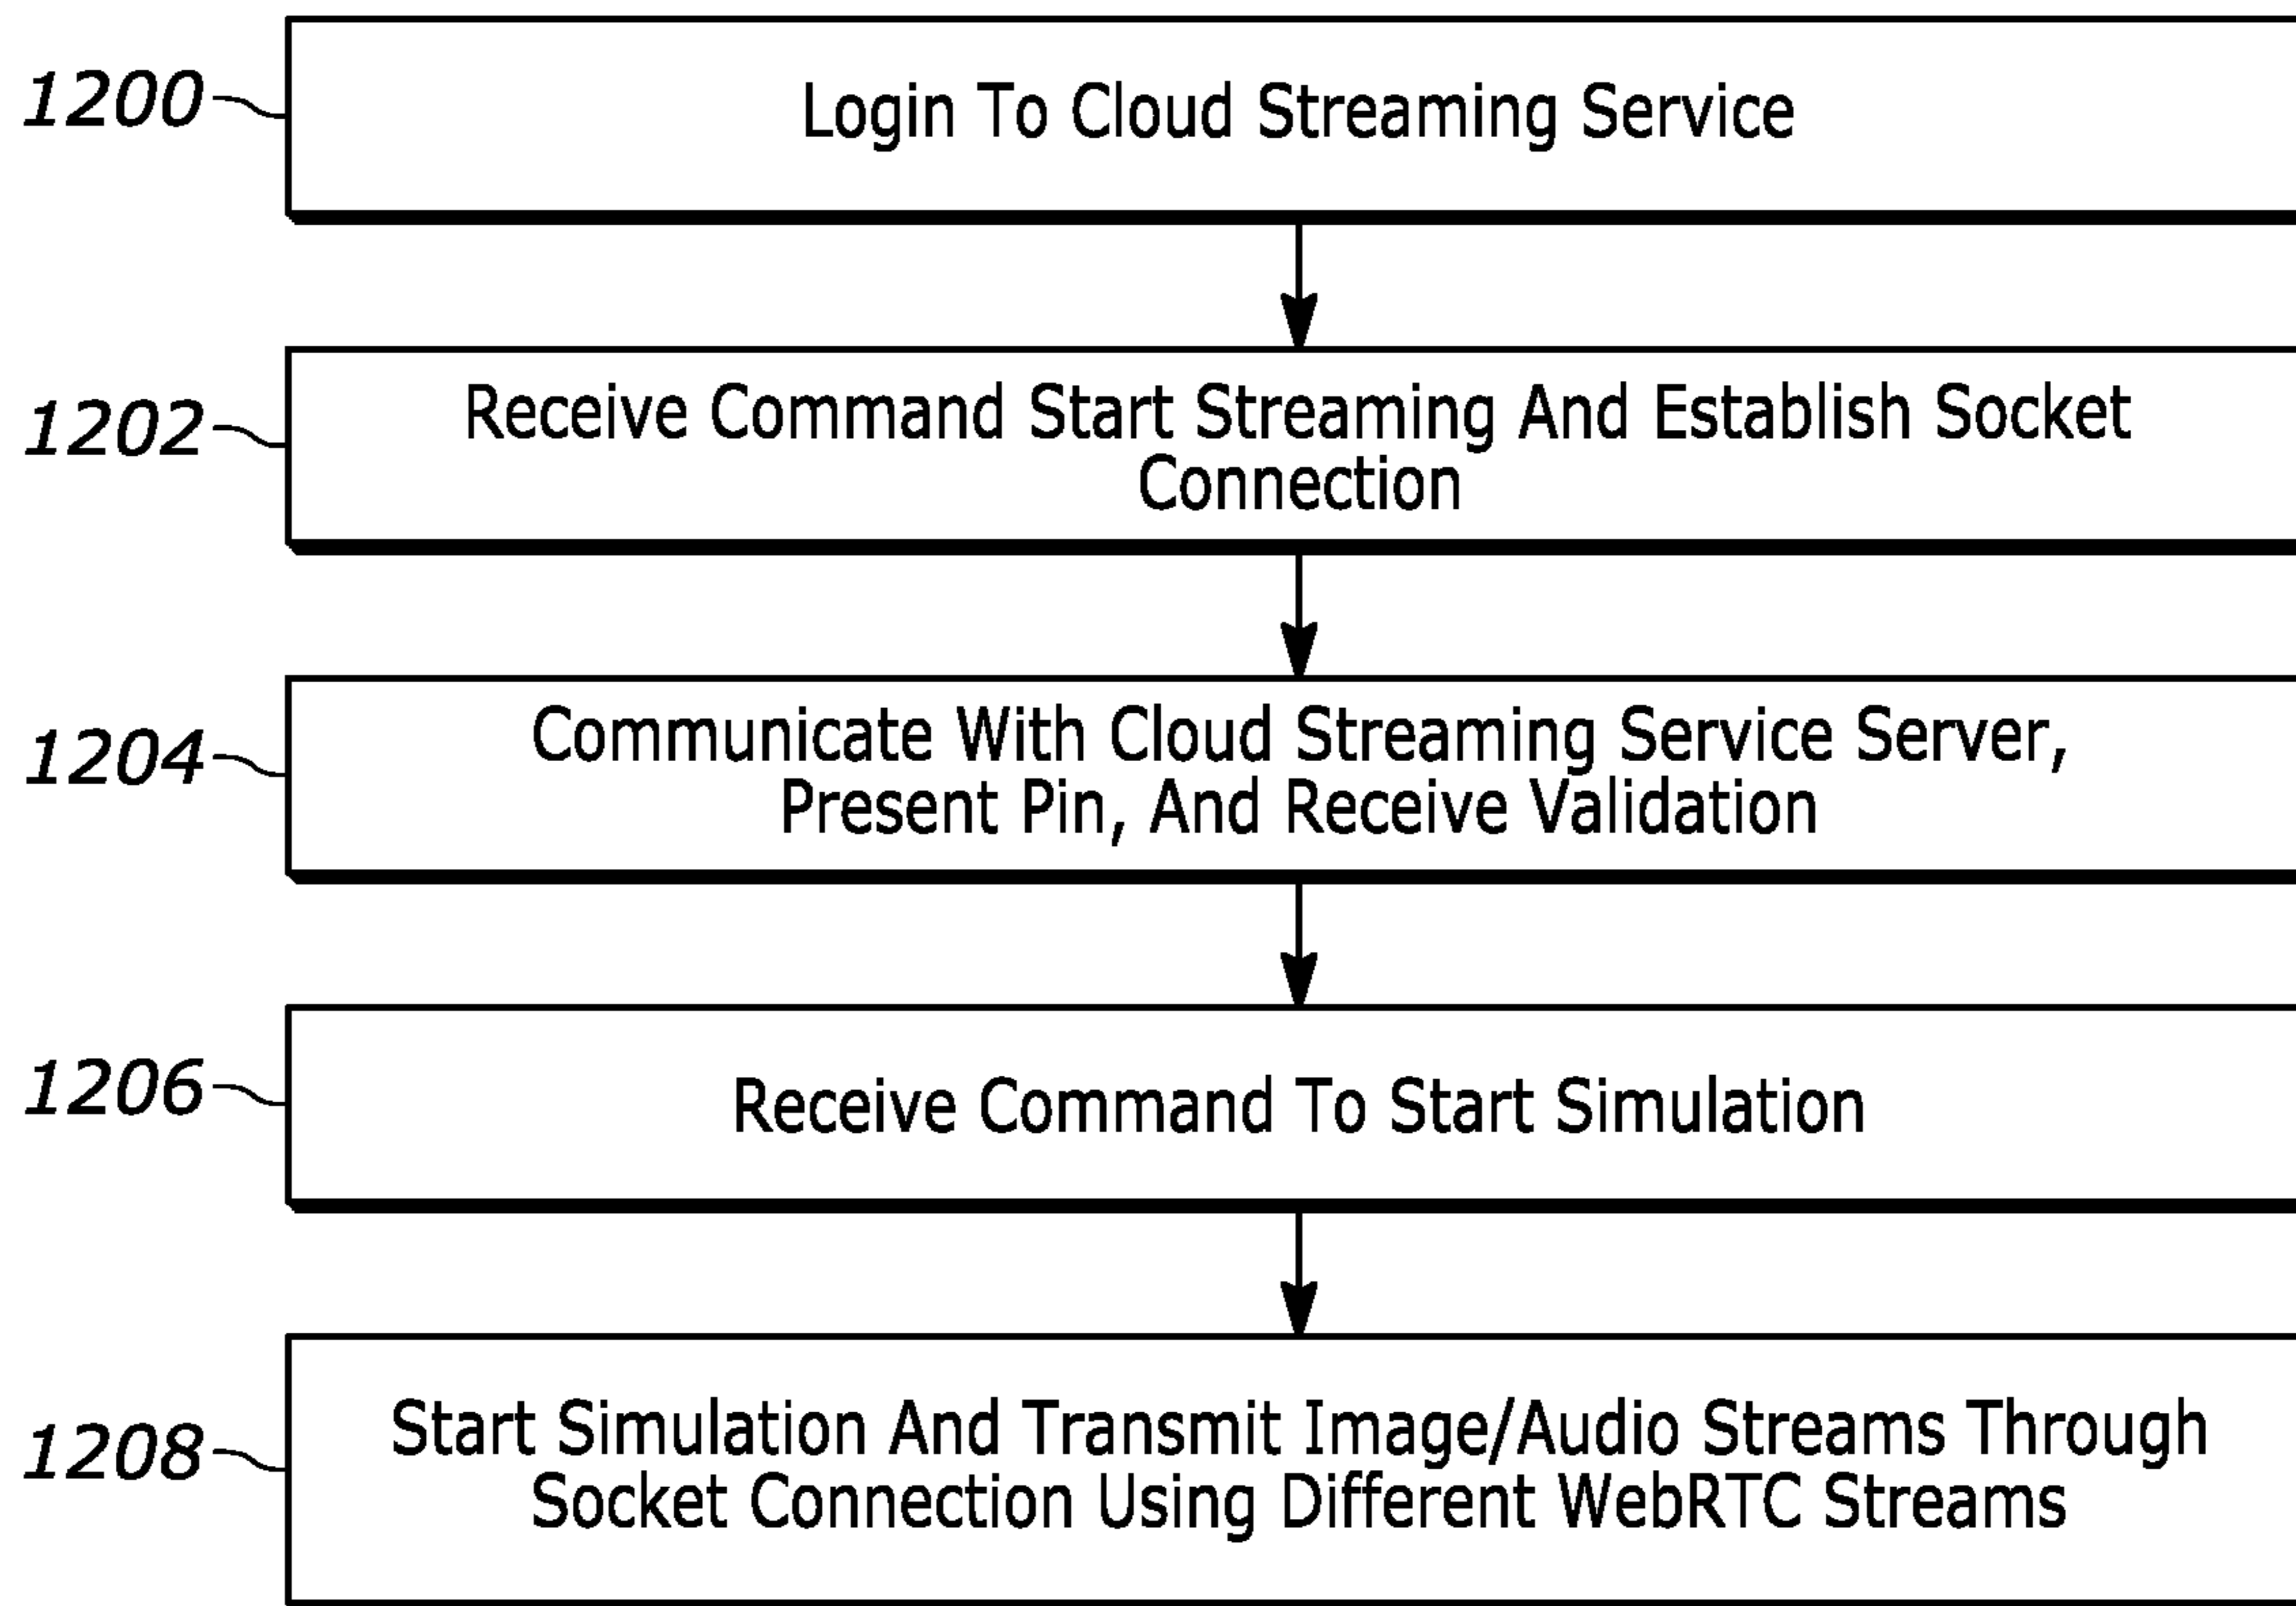 1200
Login To Cloud Streaming Service
1202
Receive Command Start Streaming And Establish Socket
Connection
1204
Communicate With Cloud Streaming Service Server,
Present Pin, And Receive Validation
1206
Receive Command To Start Simulation
1208
Start Simulation And Transmit Image/Audio Streams Through
Socket Connection Using Different WebRTC Streams